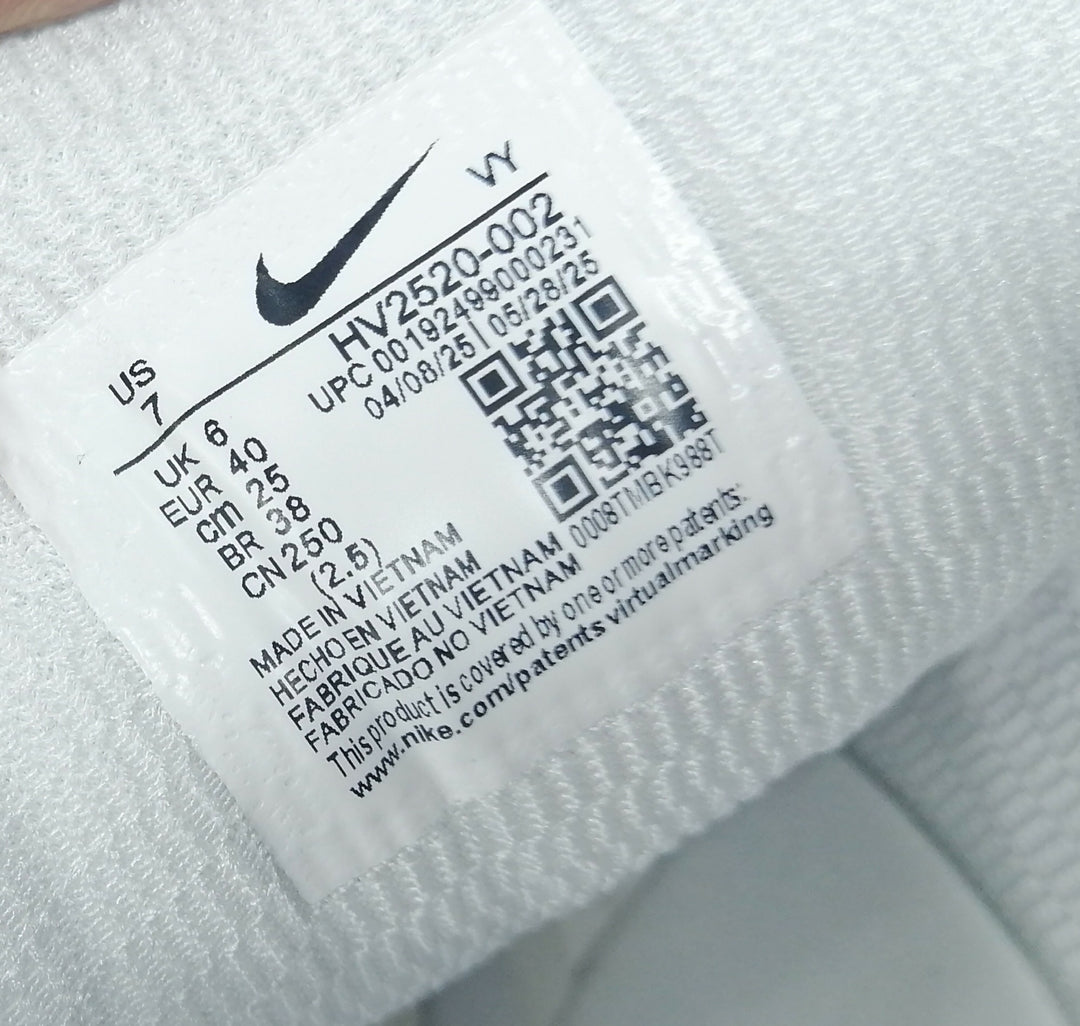 VY
US
7
HV2520-002
UPC 00192499000231
04/08/25 | 05/28/25
UK 6
EUR 40
cm 25
BR 38
CN 250
(2.5)
0008TMBK988T
MADE IN VIETNAM
HECHO EN VIETNAM
FABRIQUE AU VIETNAM
FABRICADO NO VIETNAM
This product is covered by one or more patents:
www.nike.com/patents virtualmarking